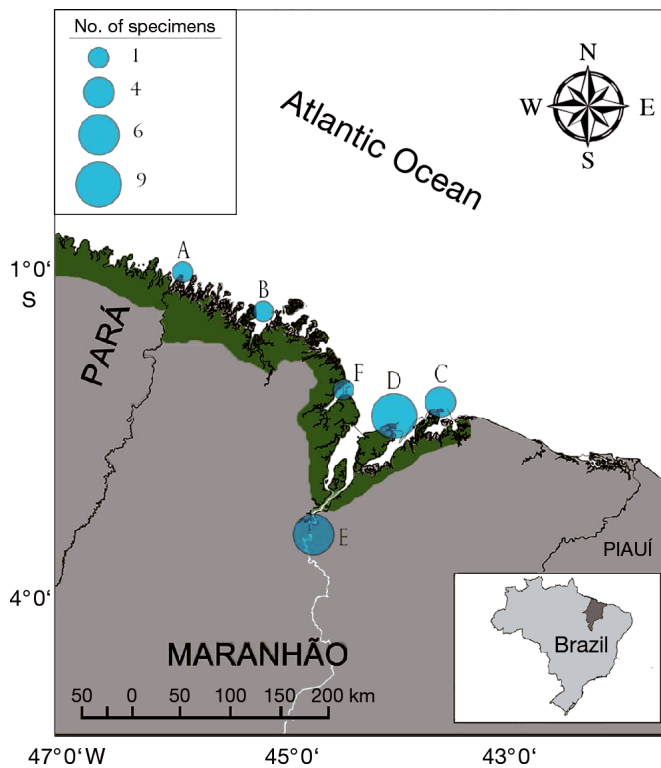 No. of specimens
1
4
6
9
Atlantic Ocean
N
W E
S
1°0‘
S
A
B
PARÁ
F
D
C
E
PIAUÍ
4°0‘
MARANHÃO
Brazil
50 0 50 100 150 200 km
47°0‘W 45°0‘ 43°0‘